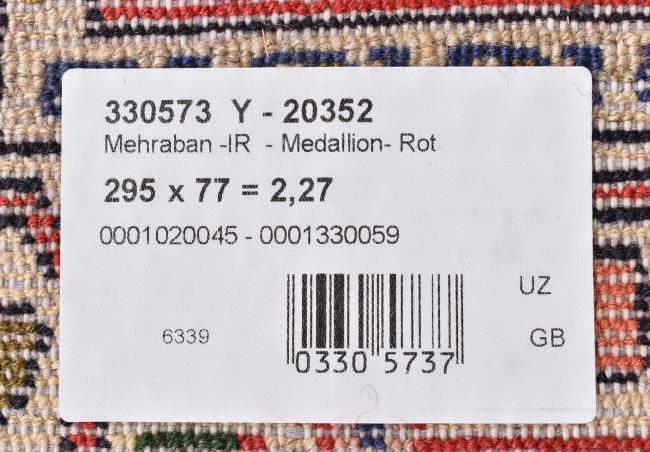 330573 Y - 20352
Mehraban -IR - Medallion- Rot
295 x 77 = 2,27
0001020045 - 0001330059
UZ
6339
GB
0330 5737